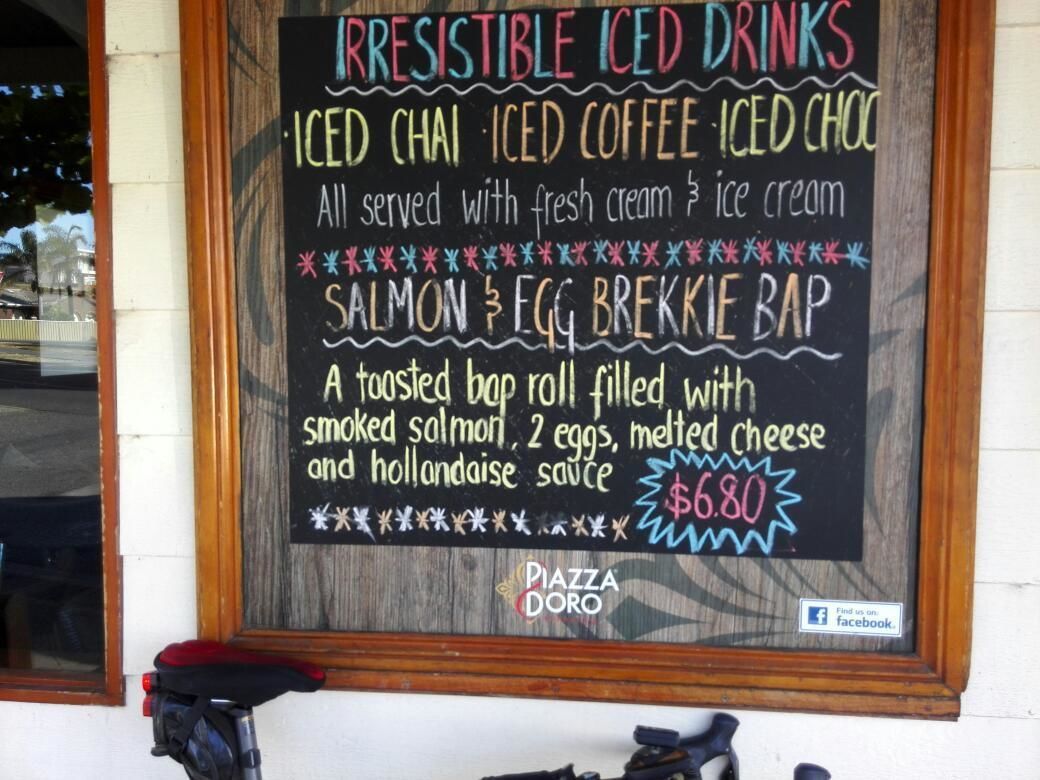 IRRESISTIBLE ICED DRINKS
·ICED CHAI ·ICED COFFEE ·ICED CHOC
All served with fresh cream & ice cream
SALMON & EGG BREKKIE BAP
A toasted bap roll filled with
smoked salmon, 2 eggs, melted cheese
and hollandaise sauce
$6.80
PIAZZA
DORO
Find us on:
facebook®